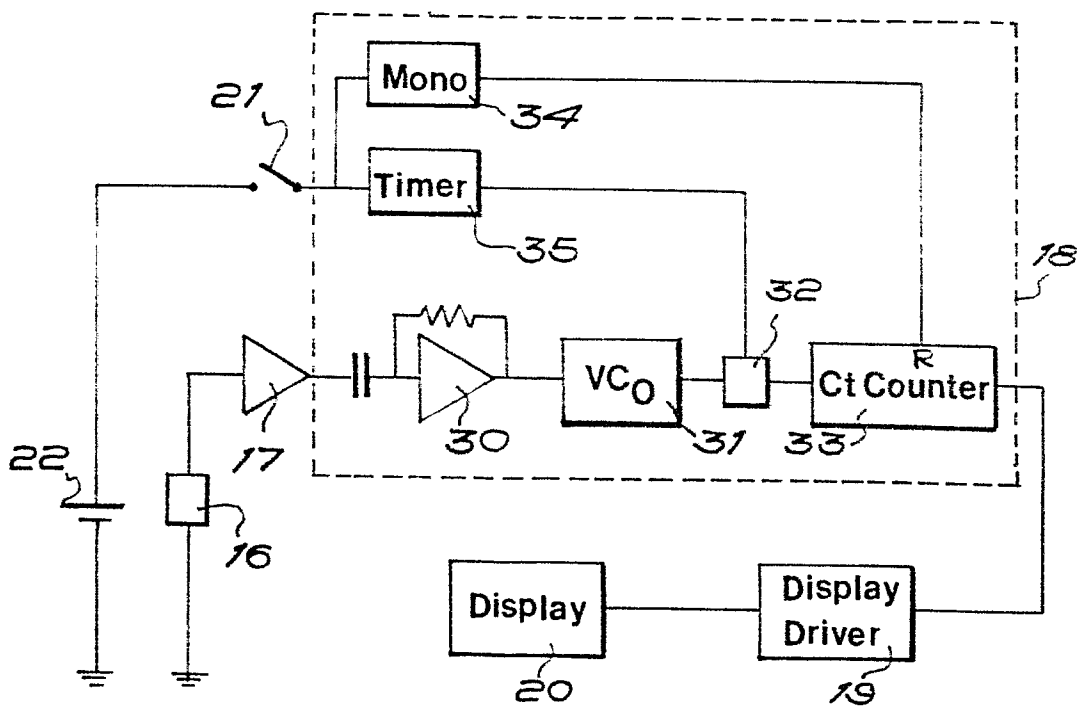 Mono
34
21
Timer
35
18
32
R
VCO
Ct Counter
31
33
30
17
22
16
Display
Driver
Display
19
20